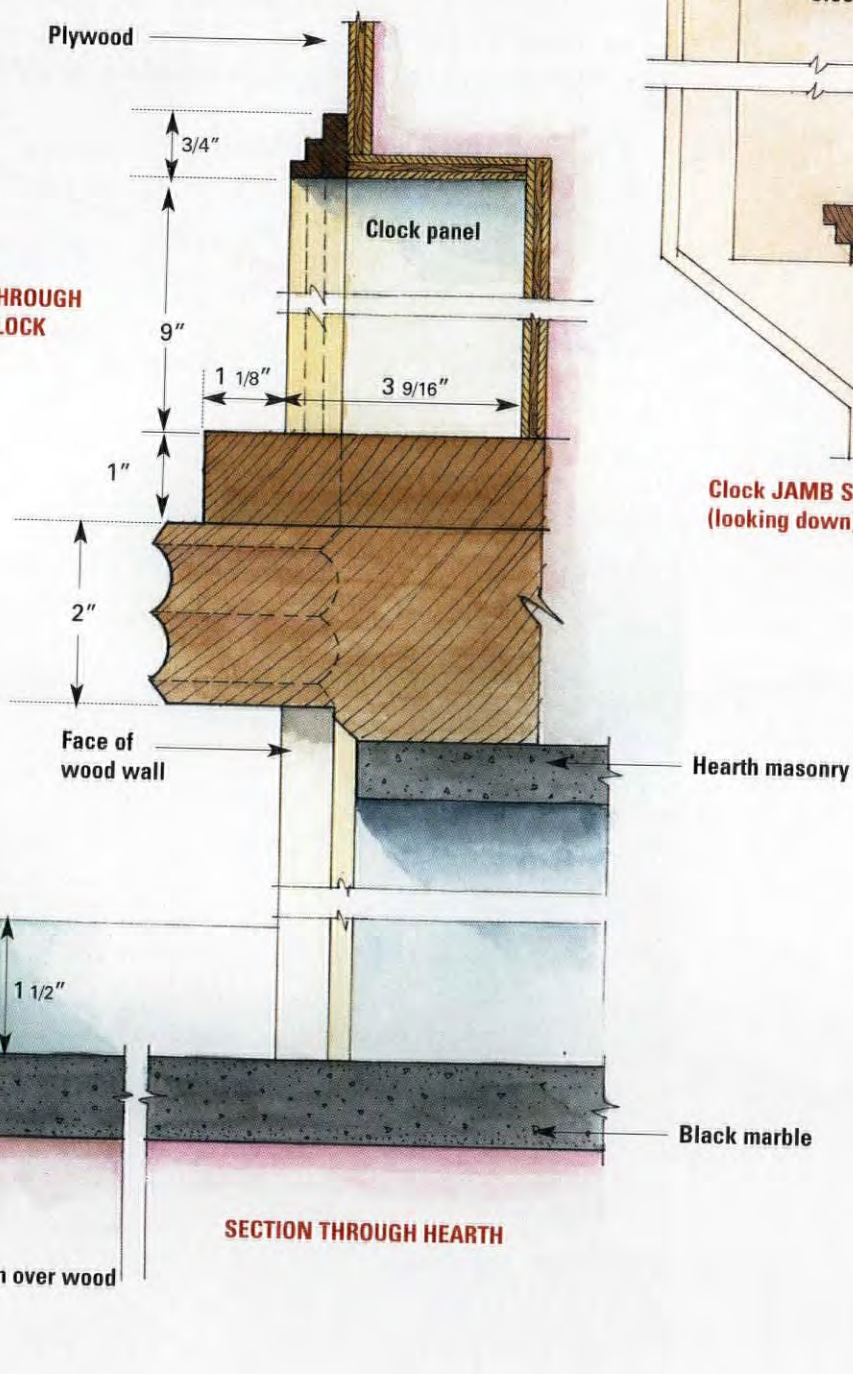 Plywood
3/4"
Clock panel
HROUGH
LOCK
9"
1 1/8"
3 9/16"
1"
Clock JAMB S
(looking down
2"
Face of
wood wall
Hearth masonry
1 1/2"
Black marble
SECTION THROUGH HEARTH
over wood